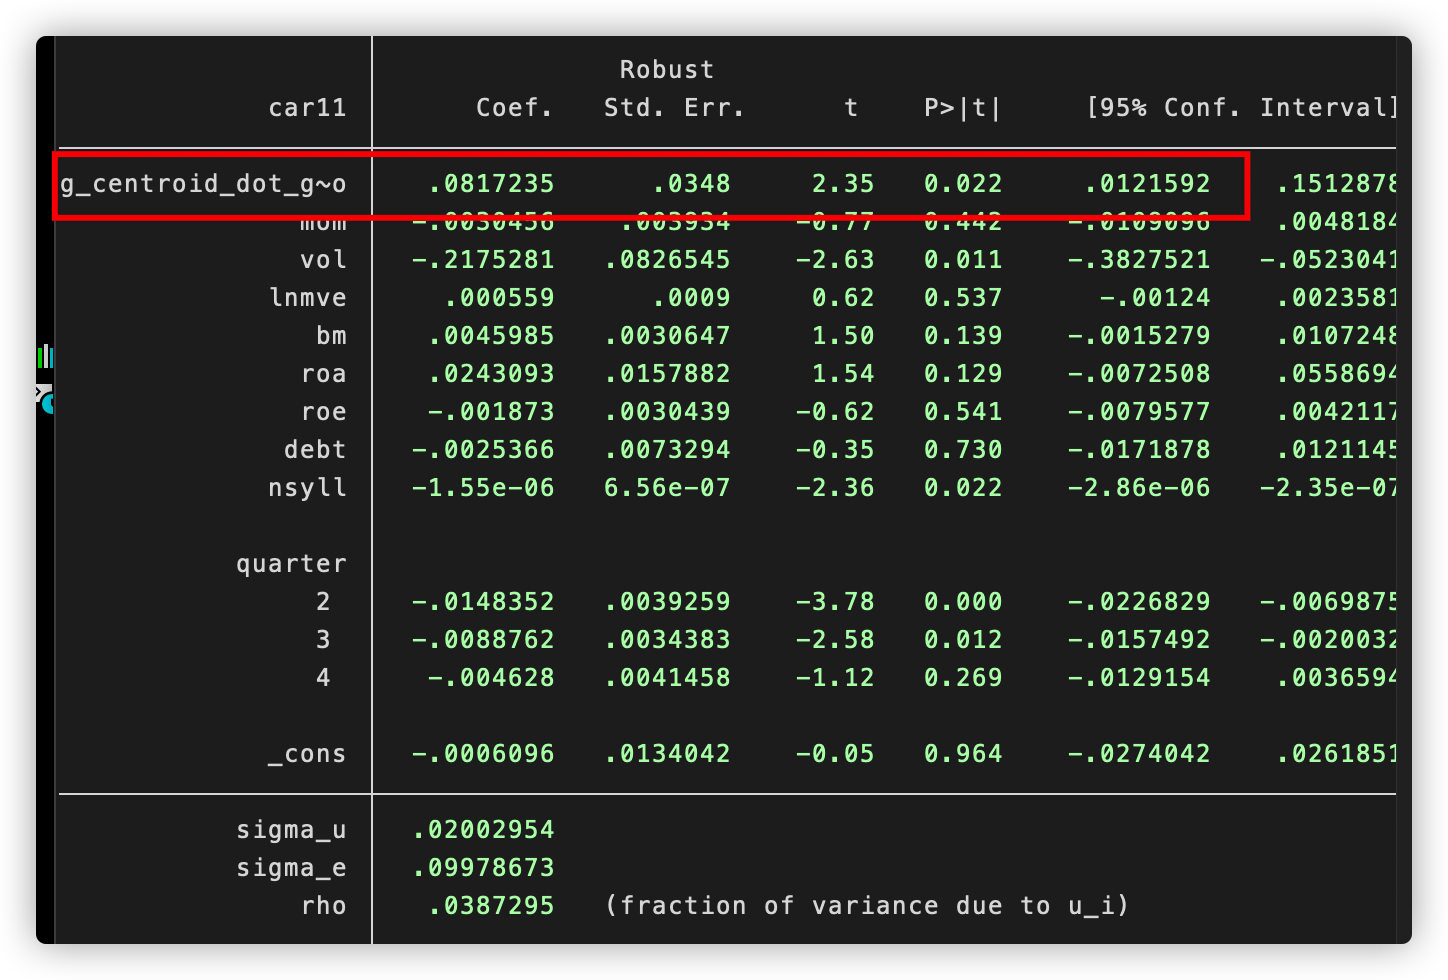 Robust
car11 Coef. Std. Err. t P>|t| [95% Conf. Interval]
g_centroid_dot_g~o .0817235 .0348 2.35 0.022 .0121592 .1512878
mom -.0030456 .003934 -0.77 0.442 -.0109096 .0048184
vol -.2175281 .0826545 -2.63 0.011 -.3827521 -.0523041
lnmve .000559 .0009 0.62 0.537 -.00124 .0023581
bm .0045985 .0030647 1.50 0.139 -.0015279 .0107248
roa .0243093 .0157882 1.54 0.129 -.0072508 .0558694
roe -.001873 .0030439 -0.62 0.541 -.0079577 .0042117
debt -.0025366 .0073294 -0.35 0.730 -.0171878 .0121145
nsyll -1.55e-06 6.56e-07 -2.36 0.022 -2.86e-06 -2.35e-07
quarter
2 -.0148352 .0039259 -3.78 0.000 -.0226829 -.0069875
3 -.0088762 .0034383 -2.58 0.012 -.0157492 -.0020032
4 -.004628 .0041458 -1.12 0.269 -.0129154 .0036594
_cons -.0006096 .0134042 -0.05 0.964 -.0274042 .0261851
sigma_u .02002954
sigma_e .09978673
rho .0387295 (fraction of variance due to u_i)